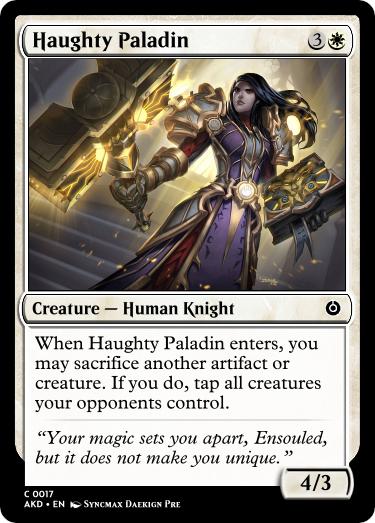 Haughty Paladin 3
Creature — Human Knight
When Haughty Paladin enters, you
may sacrifice another artifact or
creature. If you do, tap all creatures
your opponents control.
“Your magic sets you apart, Ensouled,
but it does not make you unique.”
4/3
C 0017
AKD • EN Syncmax Daekign Pre